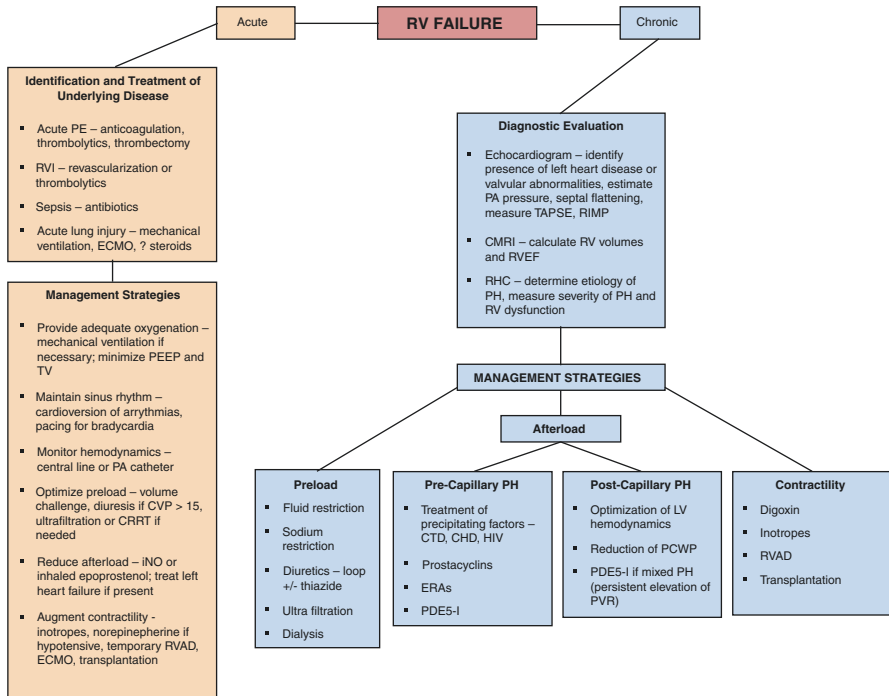 Acute
RV FAILURE
Chronic
Identification and Treatment of
Underlying Disease
▪ Acute PE – anticoagulation,
thrombolytics, thrombectomy
▪ RVI – revascularization or
thrombolytics
▪ Sepsis – antibiotics
▪ Acute lung injury – mechanical
ventilation, ECMO, ? steroids
Management Strategies
▪ Provide adequate oxygenation –
mechanical ventilation if
necessary; minimize PEEP and
TV
▪ Maintain sinus rhythm –
cardioversion of arrythmias,
pacing for bradycardia
▪ Monitor hemodynamics –
central line or PA catheter
▪ Optimize preload – volume
challenge, diuresis if CVP > 15,
ultrafiltration or CRRT if
needed
▪ Reduce afterload – iNO or
inhaled epoprostenol; treat left
heart failure if present
▪ Augment contractility -
inotropes, norepinepherine if
hypotensive, temporary RVAD,
ECMO, transplantation
Diagnostic Evaluation
▪ Echocardiogram – identify
presence of left heart disease or
valvular abnormalities, estimate
PA pressure, septal flattening,
measure TAPSE, RIMP
▪ CMRI – calculate RV volumes
and RVEF
▪ RHC – determine etiology of
PH, measure severity of PH and
RV dysfunction
MANAGEMENT STRATEGIES
Afterload
Preload
▪ Fluid restriction
▪ Sodium
restriction
▪ Diuretics – loop
+/- thiazide
▪ Ultra filtration
▪ Dialysis
Pre-Capillary PH
▪ Treatment of
precipitating factors –
CTD, CHD, HIV
▪ Prostacyclins
▪ ERAs
▪ PDE5-I
Post-Capillary PH
▪ Optimization of LV
hemodynamics
▪ Reduction of PCWP
▪ PDE5-I if mixed PH
(persistent elevation of
PVR)
Contractility
▪ Digoxin
▪ Inotropes
▪ RVAD
▪ Transplantation